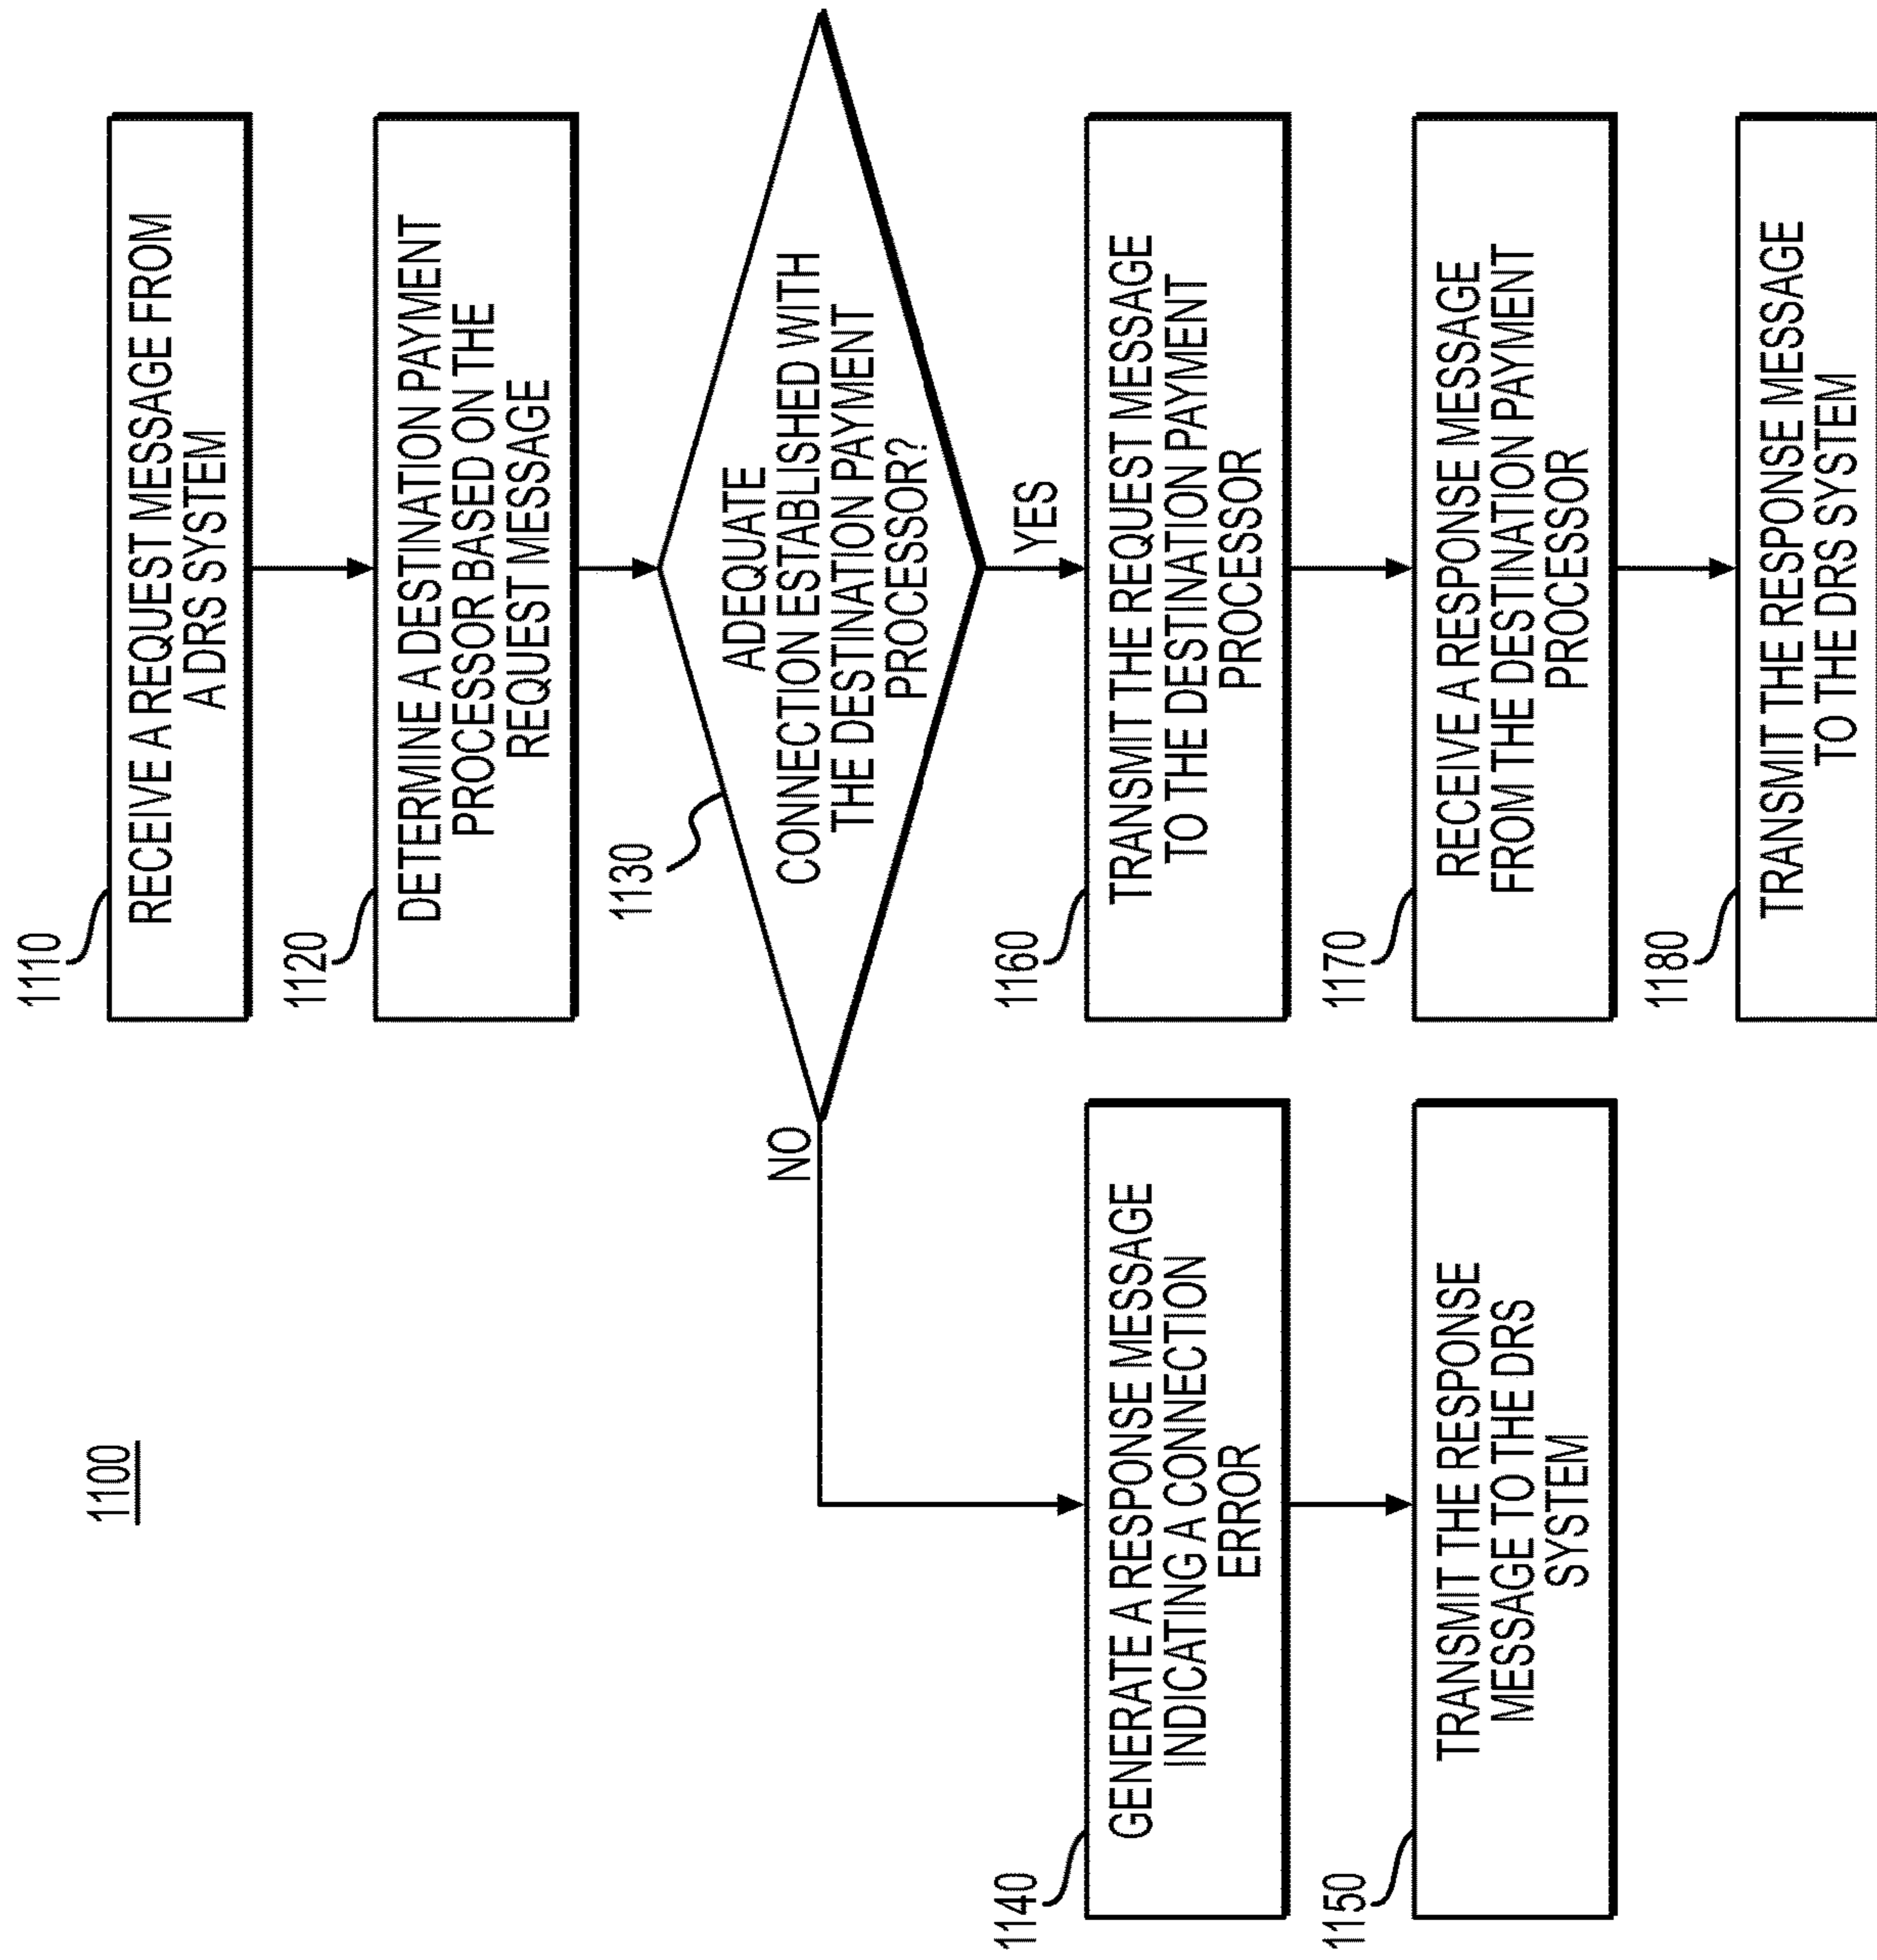 1100
1110
RECEIVE A REQUEST MESSAGE FROM
A DRS SYSTEM
1120
DETERMINE A DESTINATION PAYMENT
PROCESSOR BASED ON THE
REQUEST MESSAGE
1130
ADEQUATE
CONNECTION ESTABLISHED WITH
THE DESTINATION PAYMENT
PROCESSOR?
NO
YES
1140
GENERATE A RESPONSE MESSAGE
INDICATING A CONNECTION
ERROR
1150
TRANSMIT THE RESPONSE
MESSAGE TO THE DRS
SYSTEM
1160
TRANSMIT THE REQUEST MESSAGE
TO THE DESTINATION PAYMENT
PROCESSOR
1170
RECEIVE A RESPONSE MESSAGE
FROM THE DESTINATION PAYMENT
PROCESSOR
1180
TRANSMIT THE RESPONSE MESSAGE
TO THE DRS SYSTEM